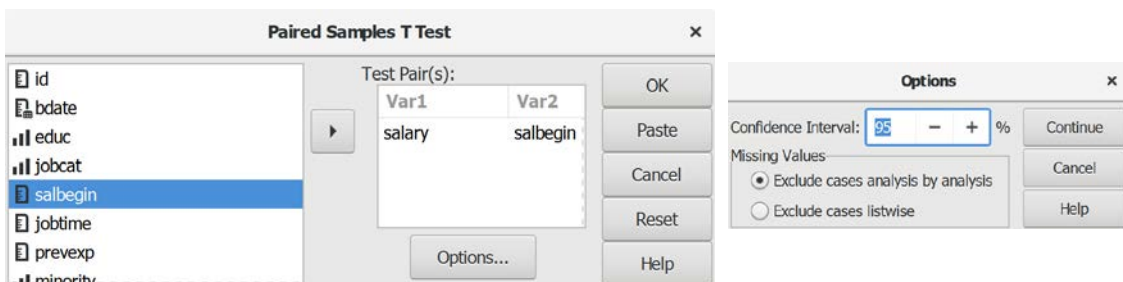 Paired Samples T Test
×
id
bdate
educ
jobcat
salbegin
jobtime
prevexp
minority
Test Pair(s):
Var1 Var2
salary salbegin
Options...
OK
Paste
Cancel
Reset
Help
Options
×
Confidence Interval: 95 − + %
Missing Values
Exclude cases analysis by analysis
Exclude cases listwise
Continue
Cancel
Help